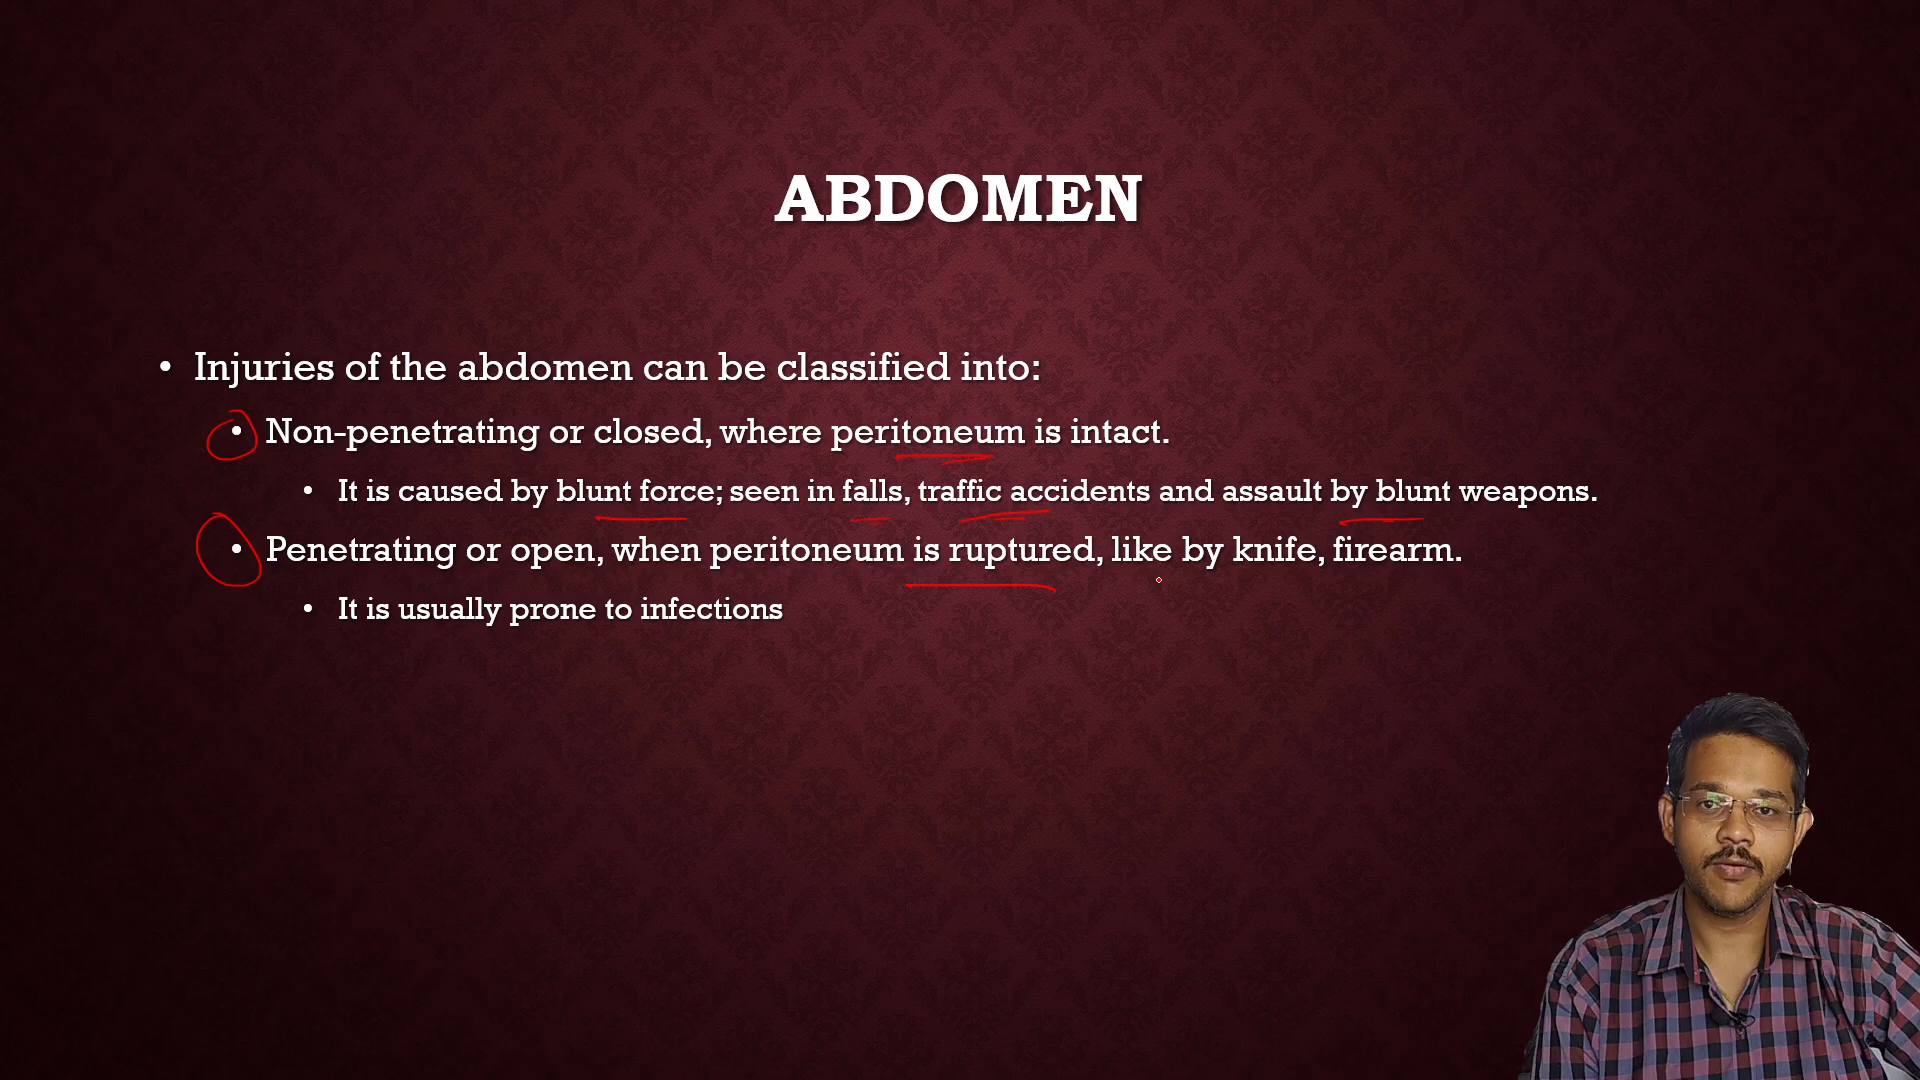 ABDOMEN
• Injuries of the abdomen can be classified into:
• Non-penetrating or closed, where peritoneum is intact.
• It is caused by blunt force; seen in falls, traffic accidents and assault by blunt weapons.
• Penetrating or open, when peritoneum is ruptured, like by knife, firearm.
• It is usually prone to infections